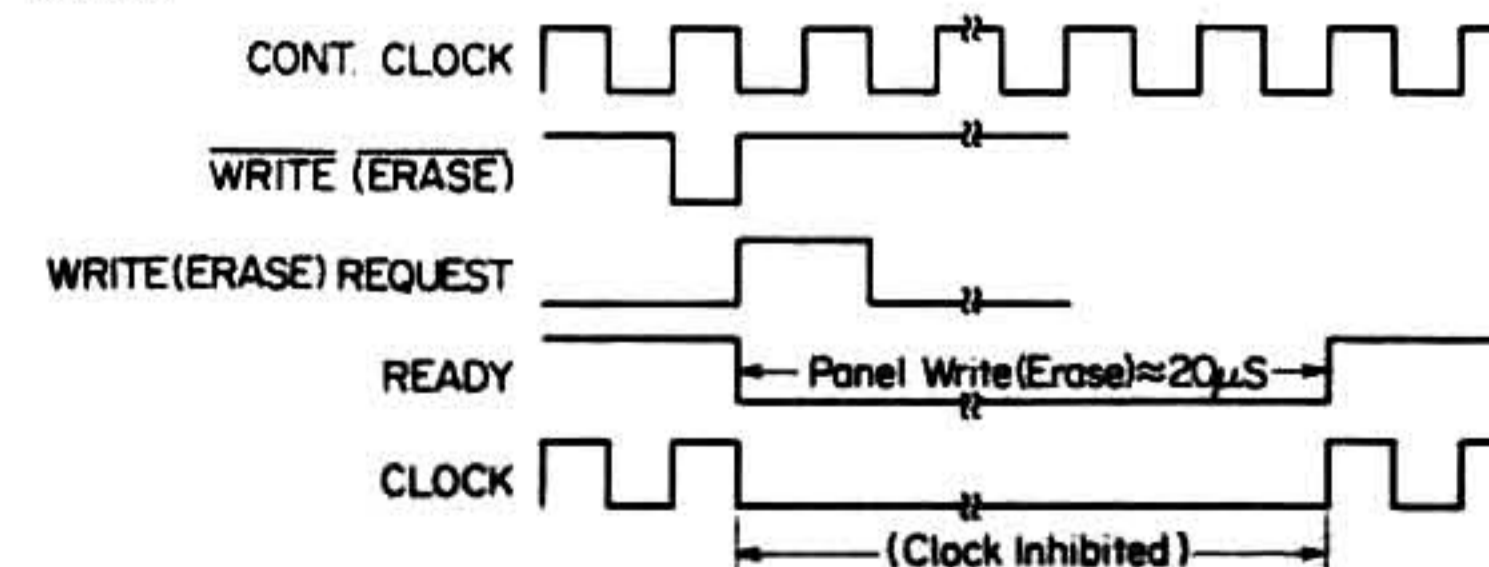 CONT. CLOCK
WRITE (ERASE)
WRITE(ERASE) REQUEST
READY
Panel Write(Erase)≈20μS
CLOCK
(Clock Inhibited)